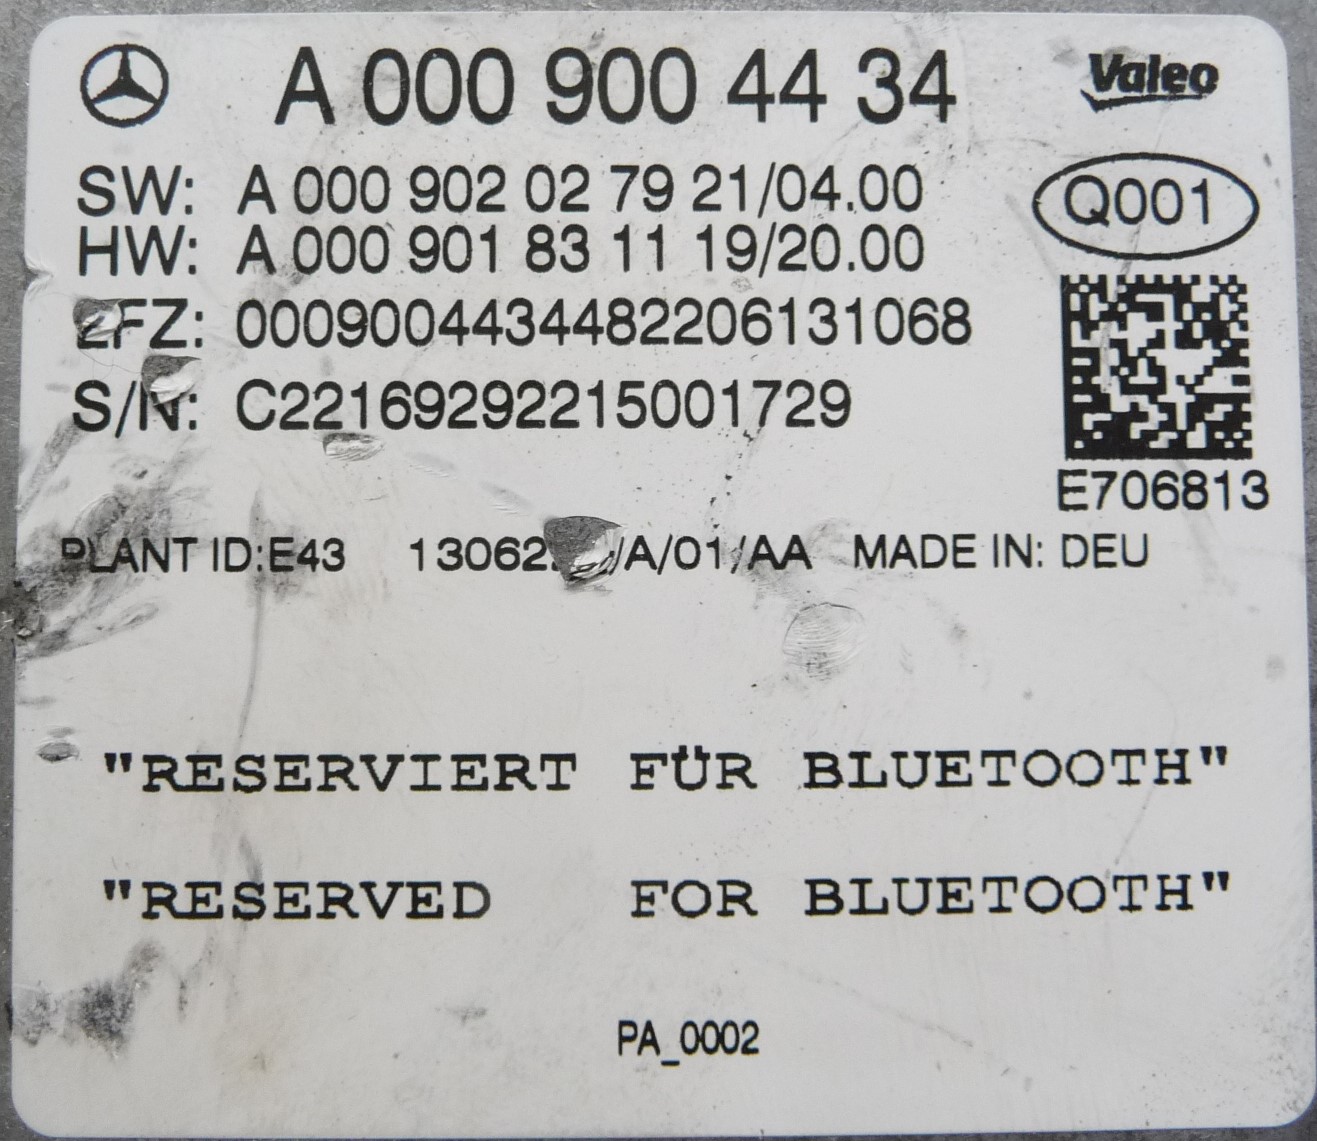 A 000 900 44 34 Valeo
SW: A 000 902 02 79 21/04.00
HW: A 000 901 83 11 19/20.00
Q001
ZFZ: 0009004434482206131068
S/N: C22169292215001729
E706813
PLANT ID:E43 MADE IN: DEU
"RESERVIERT FÜR BLUETOOTH"
"RESERVED FOR BLUETOOTH"
PA_0002